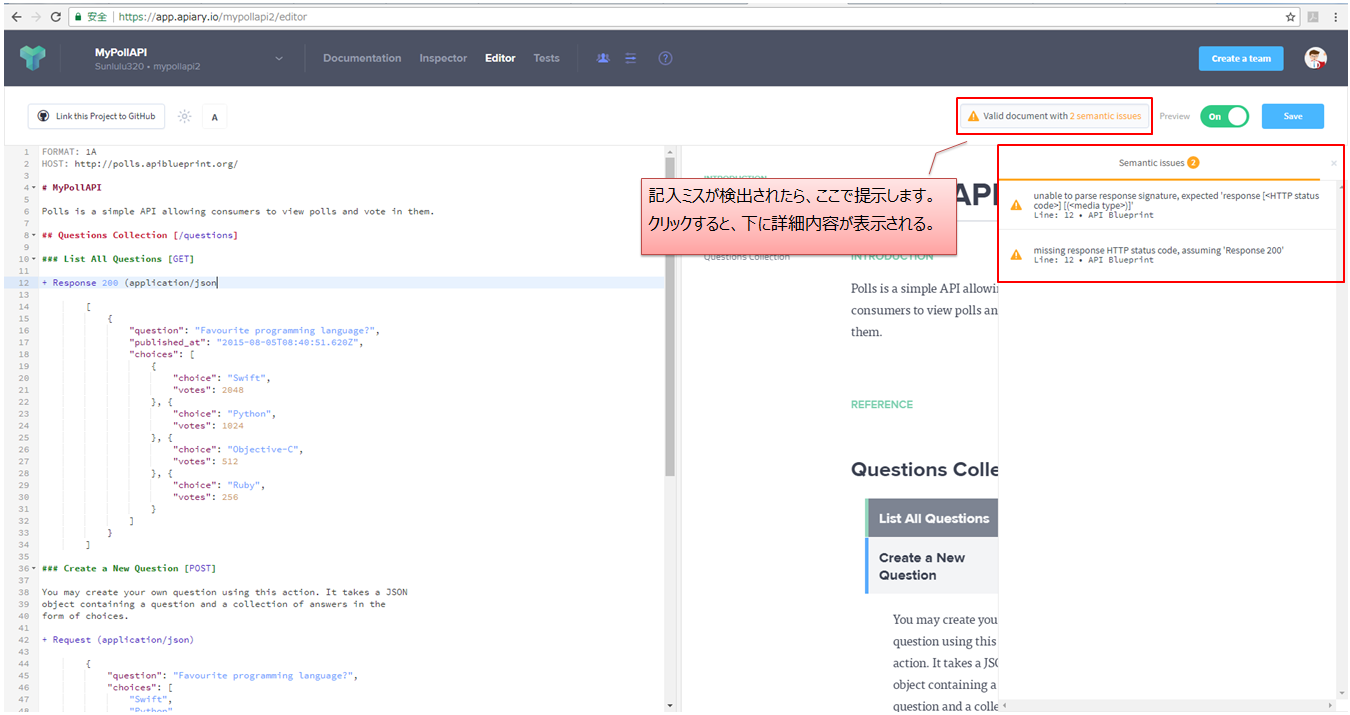 安全 https://app.apiary.io/mypollapi2/editor
MyPollAPI
Sunlulu320 • mypollapi2
Documentation Inspector Editor Tests
Create a team
Link this Project to GitHub A
Valid document with 2 semantic issues Preview On Save
1 FORMAT: 1A
2 HOST: http://polls.apiblueprint.org/
3
4 # MyPollAPI
5
6 Polls is a simple API allowing consumers to view polls and vote in them.
7
8 ## Questions Collection [/questions]
9
10 ### List All Questions [GET]
11
12 + Response 200 (application/json
13
14 [
15 {
16 "question": "Favourite programming language?",
17 "published_at": "2015-08-05T08:40:51.620Z",
18 "choices": [
19 {
20 "choice": "Swift",
21 "votes": 2048
22 }, {
23 "choice": "Python",
24 "votes": 1024
25 }, {
26 "choice": "Objective-C",
27 "votes": 512
28 }, {
29 "choice": "Ruby",
30 "votes": 256
31 }
32 ]
33 }
34 ]
35
36 ### Create a New Question [POST]
37
38 You may create your own question using this action. It takes a JSON
39 object containing a question and a collection of answers in the
40 form of choices.
41
42 + Request (application/json)
43
44 {
45 "question": "Favourite programming language?",
46 "choices": [
47 "Swift",
48 "Python",
記入ミスが検出されたら、ここで提示します。
クリックすると、下に詳細内容が表示される。
INTRODUCTION
Questions Collection
INTRODUCTION
Polls is a simple API allowi
consumers to view polls an
them.
REFERENCE
Questions Colle
List All Questions
Create a New
Question
You may create you
question using this
action. It takes a JSO
object containing a
question and a colle
Semantic issues 2
unable to parse response signature, expected 'response [<HTTP status
code>] [(<media type>)]'
Line: 12 • API Blueprint
missing response HTTP status code, assuming 'Response 200'
Line: 12 • API Blueprint